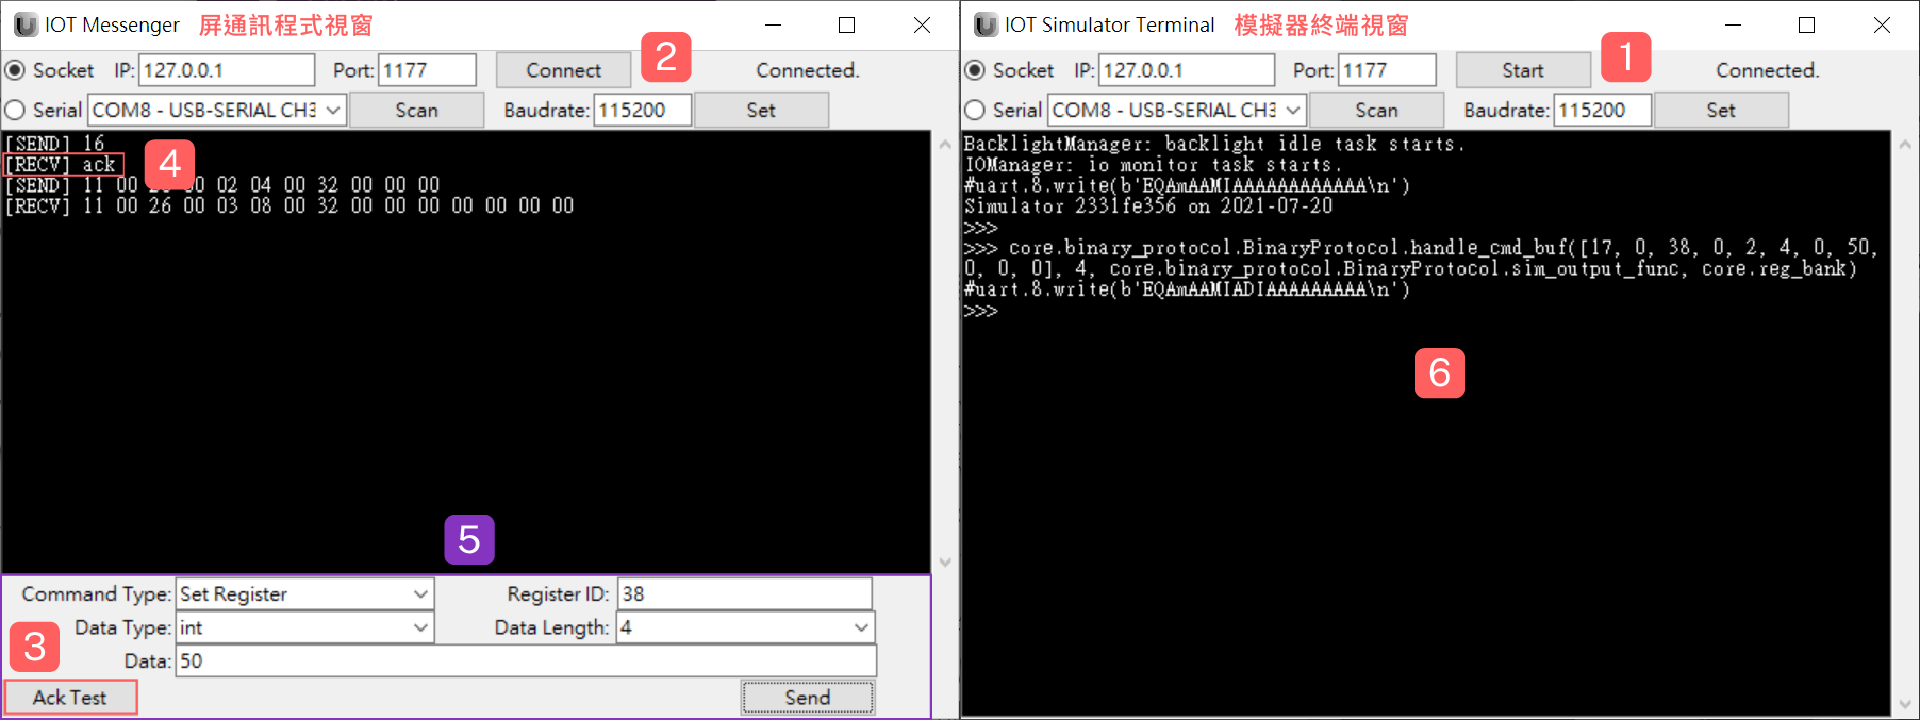 IOT Messenger 屏通訊程式視窗
Socket IP: 127.0.0.1 Port: 1177 Connect 2 Connected.
Serial COM8 - USB-SERIAL CH3 Scan Baudrate: 115200 Set
[SEND] 16
[RECV] ack 4
[SEND] 11 00 26 00 02 04 00 32 00 00 00
[RECV] 11 00 26 00 03 08 00 32 00 00 00 00 00 00 00
5
Command Type: Set Register Register ID: 38
Data Type: int Data Length: 4
3 Data: 50
Ack Test Send
IOT Simulator Terminal 模擬器終端視窗
Socket IP: 127.0.0.1 Port: 1177 Start 1 Connected.
Serial COM8 - USB-SERIAL CH3 Scan Baudrate: 115200 Set
BacklightManager: backlight idle task starts.
IOManager: io monitor task starts.
#uart.8.write(b'EQAmAAMIAAAAAAAAAAAA\n')
Simulator 2331fe356 on 2021-07-20
>>>
>>> core.binary_protocol.BinaryProtocol.handle_cmd_buf([17, 0, 38, 0, 2, 4, 0, 50,
0, 0, 0], 4, core.binary_protocol.BinaryProtocol.sim_output_func, core.reg_bank)
#uart.8.write(b'EQAmAAMIADIAAAAAAAAA\n')
>>>
6